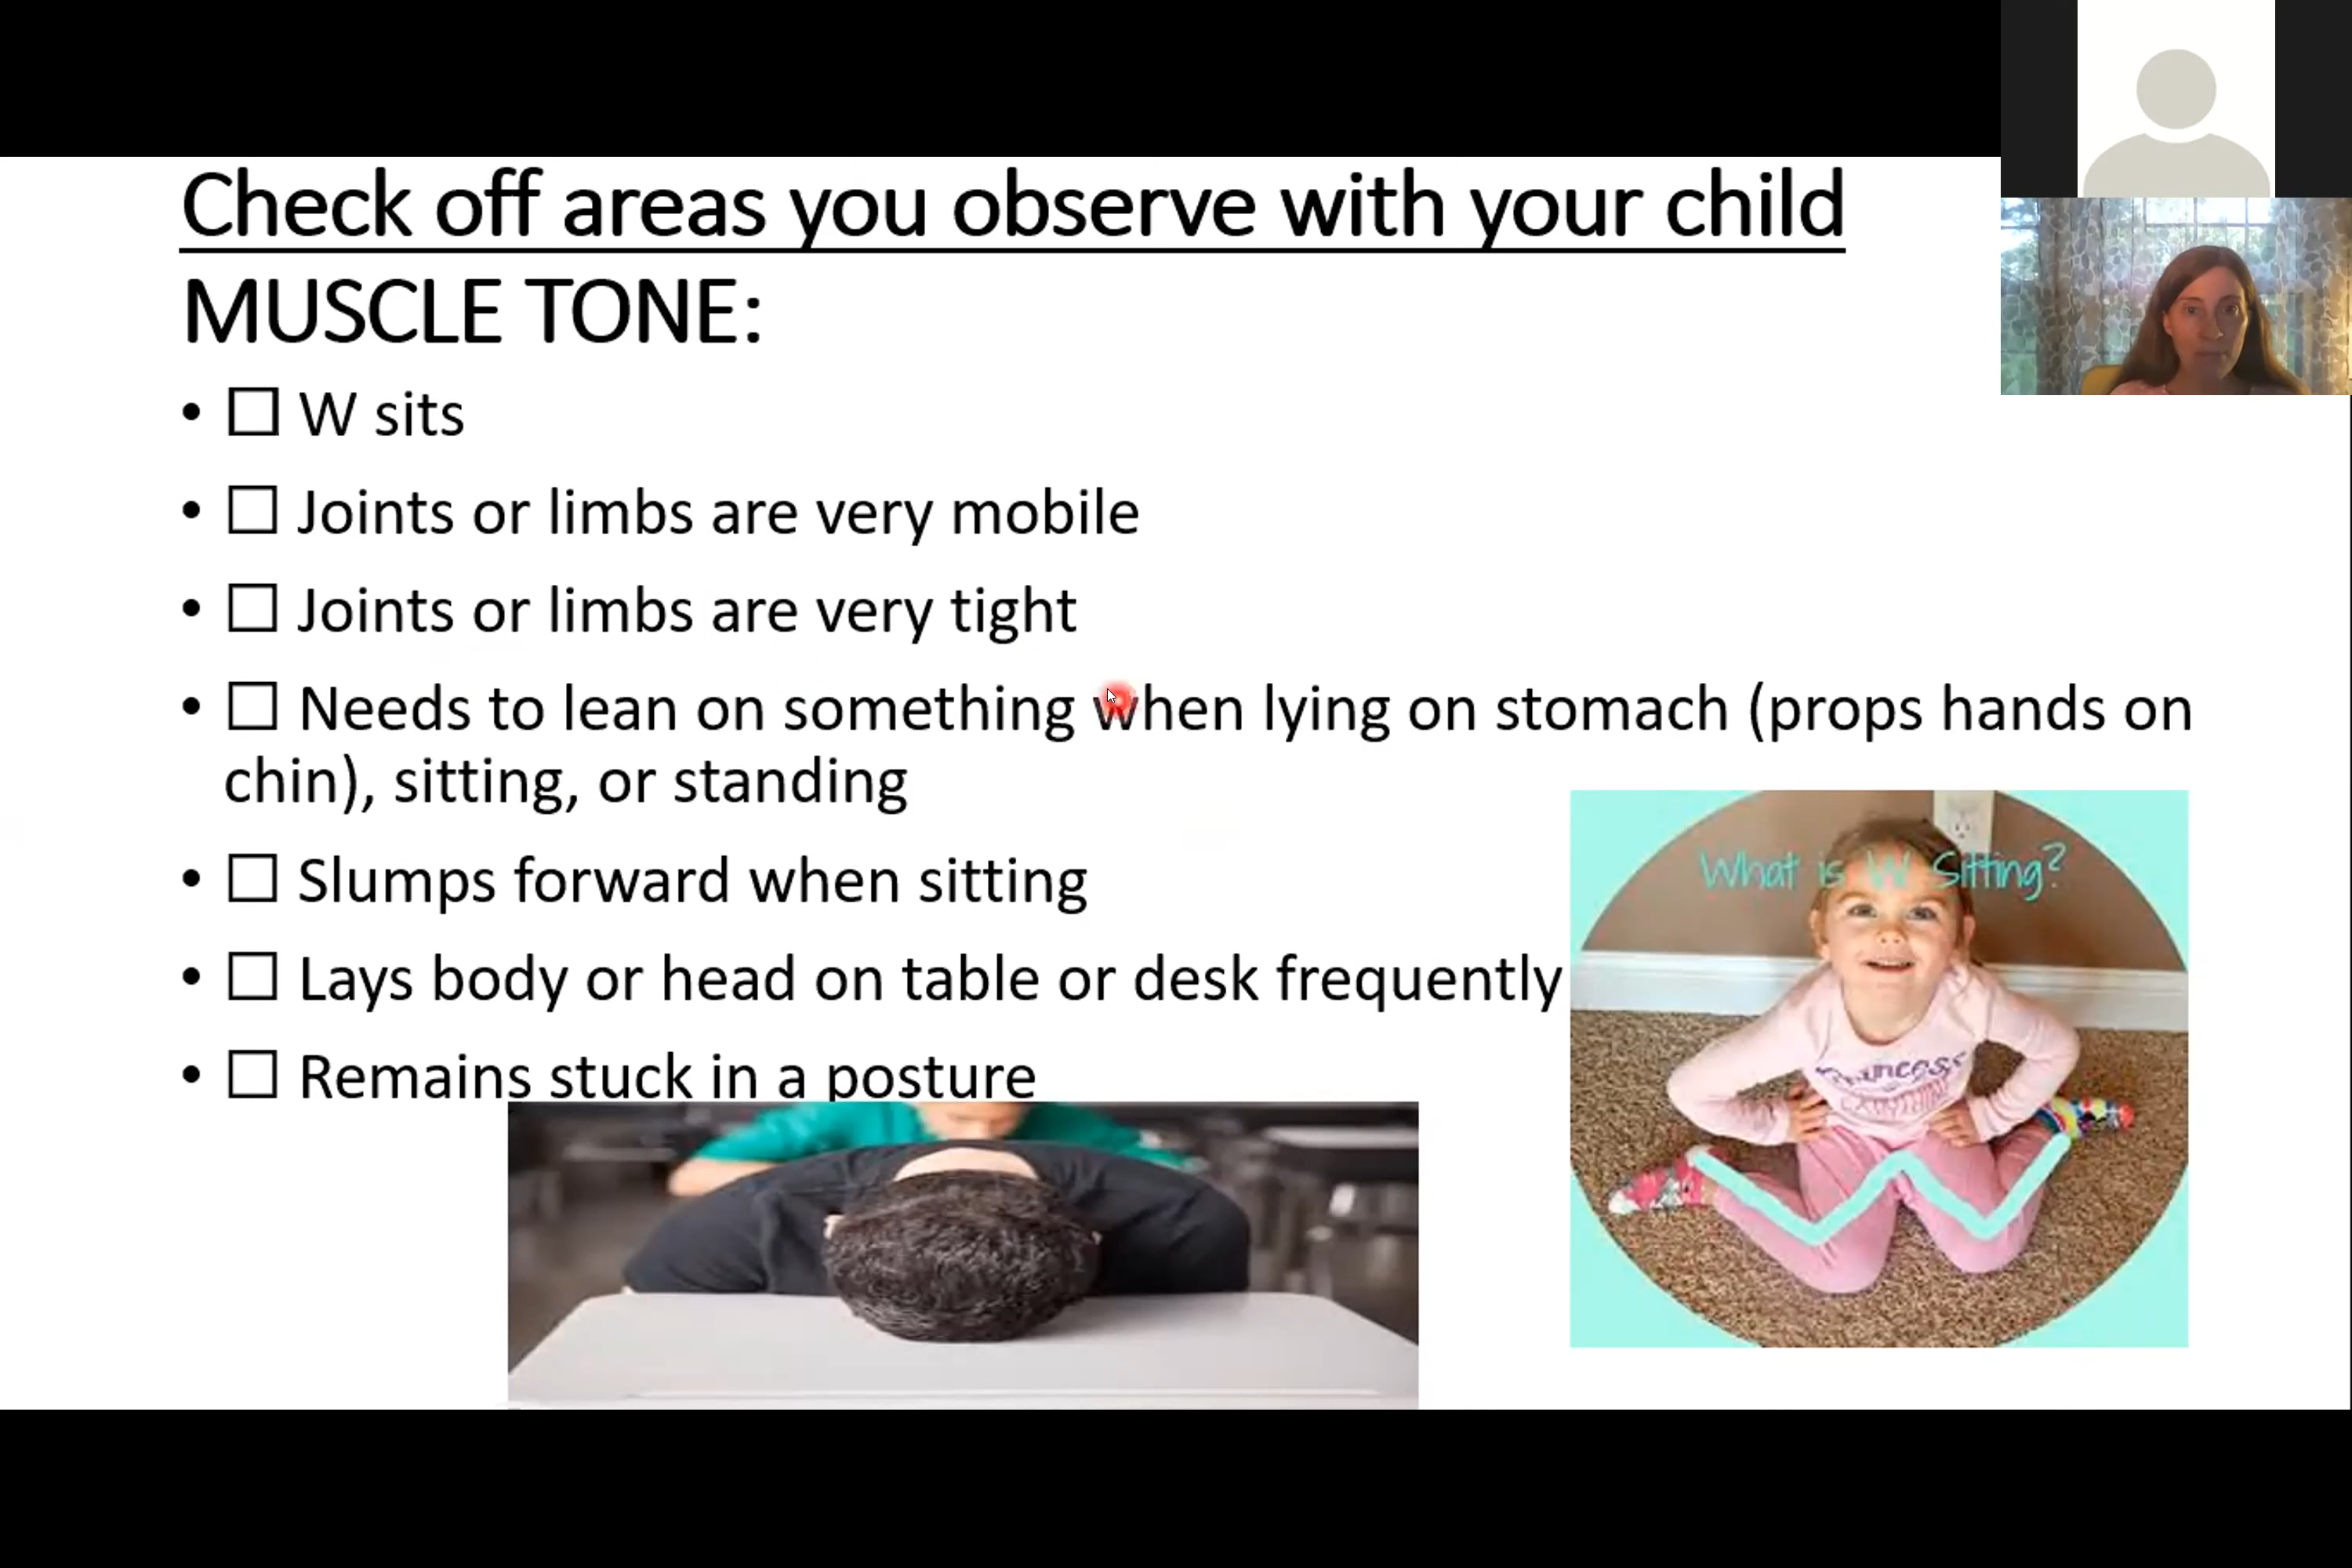 Check off areas you observe with your child
MUSCLE TONE:
• ☐ W sits
• ☐ Joints or limbs are very mobile
• ☐ Joints or limbs are very tight
• ☐ Needs to lean on something when lying on stomach (props hands on
chin), sitting, or standing
• ☐ Slumps forward when sitting
• ☐ Lays body or head on table or desk frequently
• ☐ Remains stuck in a posture
What is W Sitting?
Princess